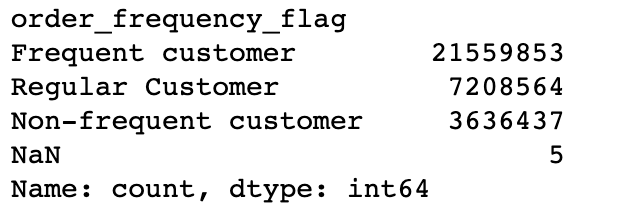 order_frequency_flag
Frequent customer 21559853
Regular Customer 7208564
Non-frequent customer 3636437
NaN 5
Name: count, dtype: int64